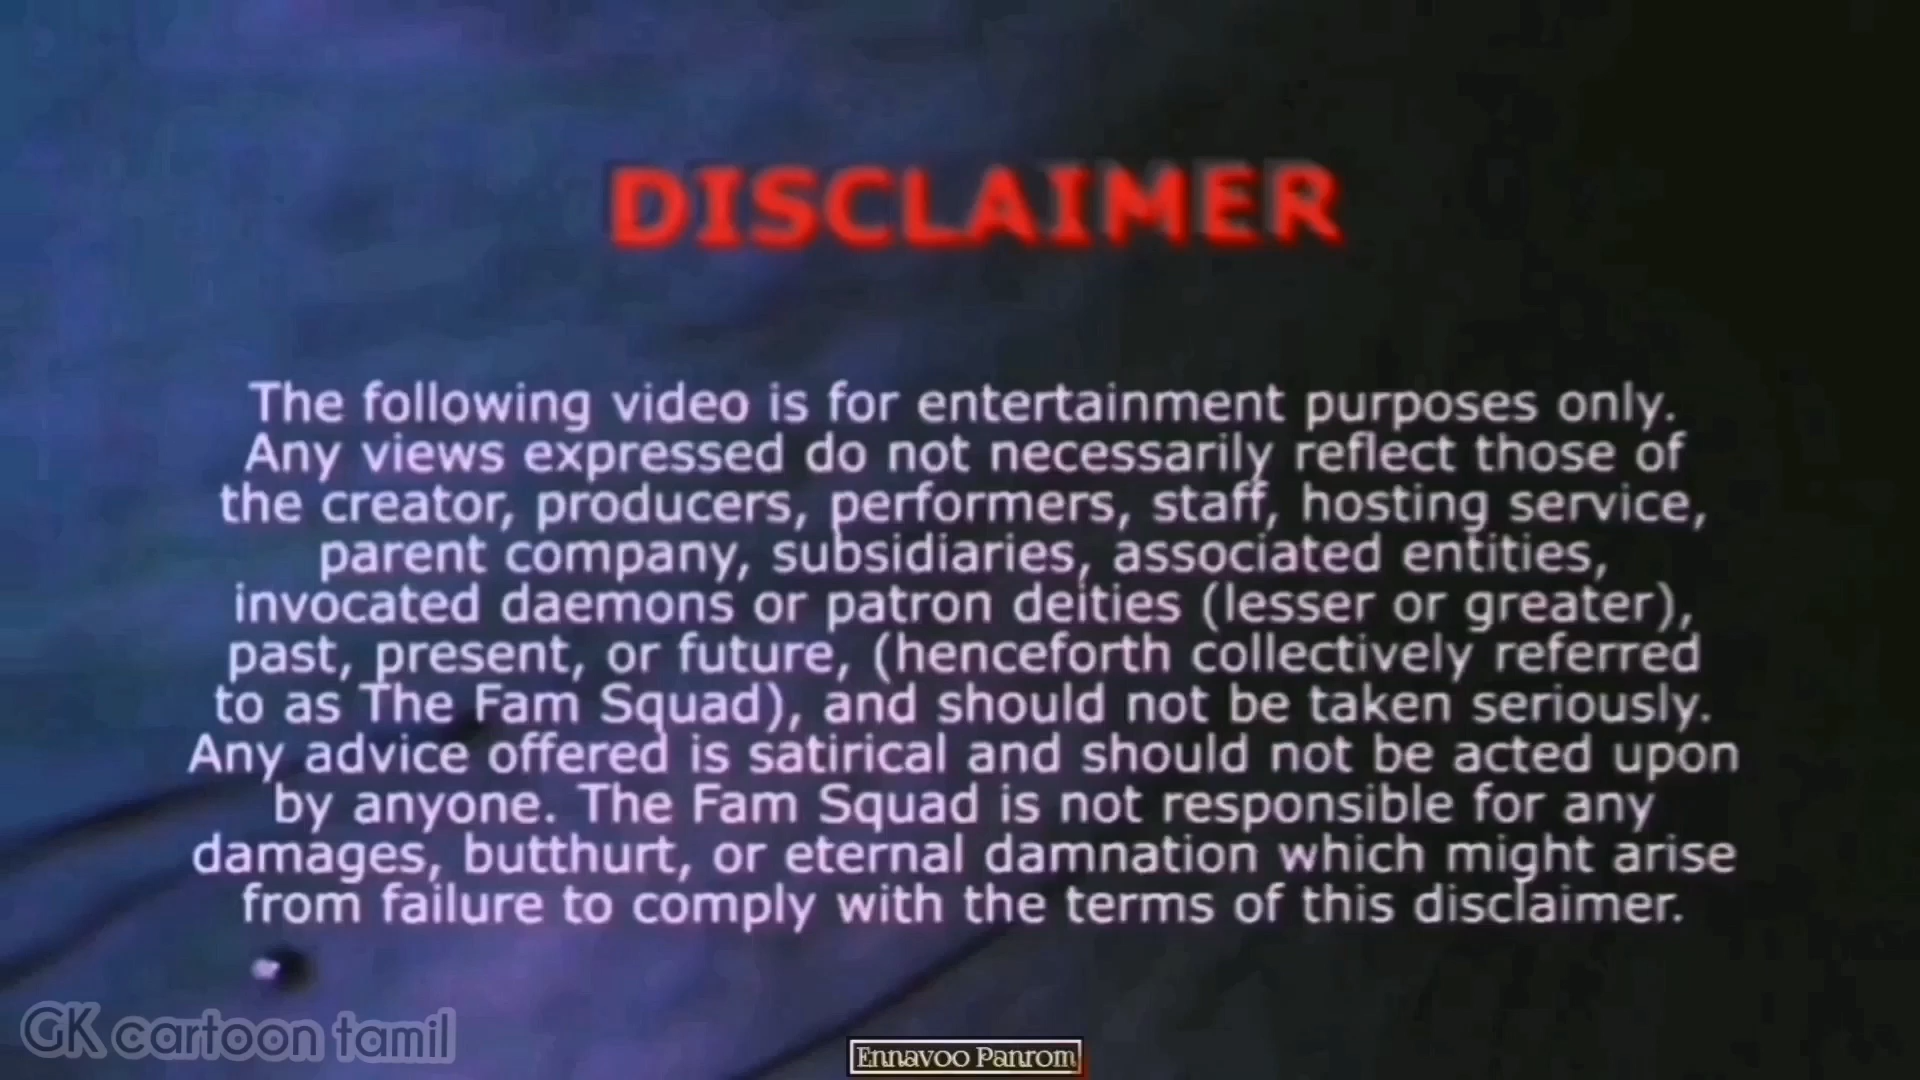 DISCLAIMER
The following video is for entertainment purposes only.
Any views expressed do not necessarily reflect those of
the creator, producers, performers, staff, hosting service,
parent company, subsidiaries, associated entities,
invocated daemons or patron deities (lesser or greater),
past, present, or future, (henceforth collectively referred
to as The Fam Squad), and should not be taken seriously.
Any advice offered is satirical and should not be acted upon
by anyone. The Fam Squad is not responsible for any
damages, butthurt, or eternal damnation which might arise
from failure to comply with the terms of this disclaimer.
GK cartoon tamil
Ennavoo Panrom